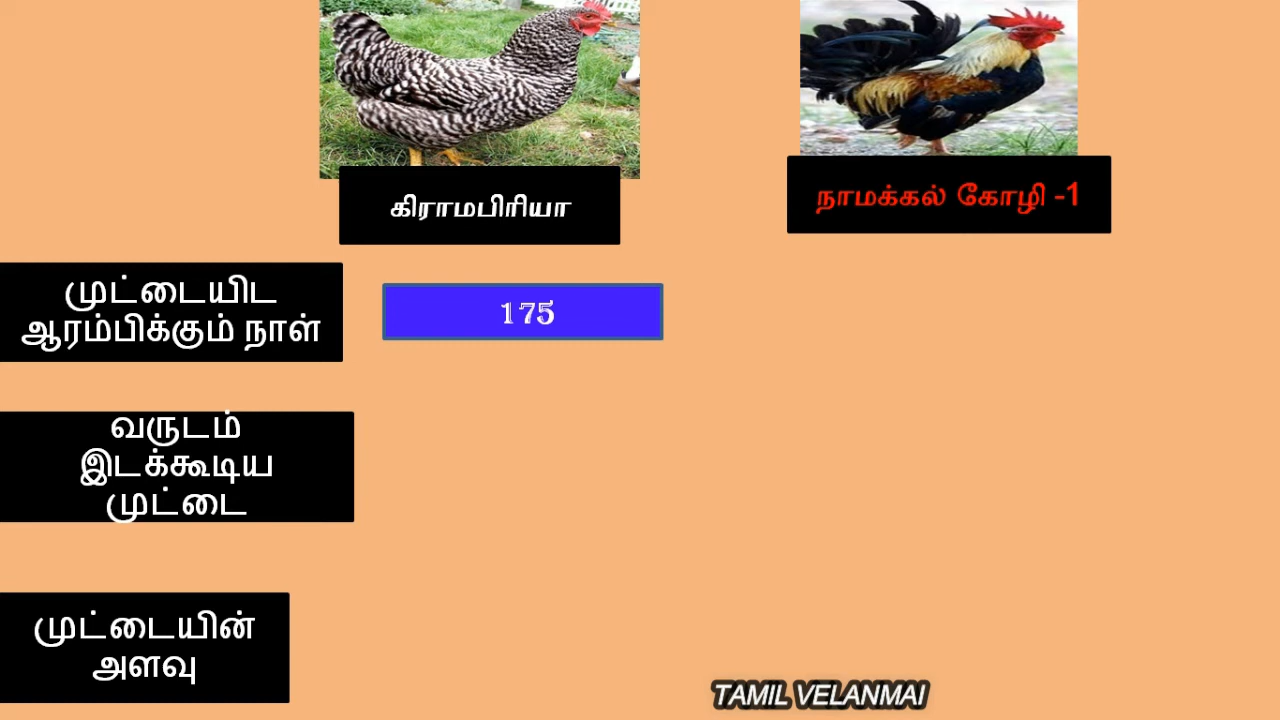 கிராமபிரியா
நாமக்கல் கோழி -1
முட்டையிட
ஆரம்பிக்கும் நாள்
175
வருடம்
இடக்கூடிய
முட்டை
முட்டையின்
அளவு
TAMIL VELANMAI